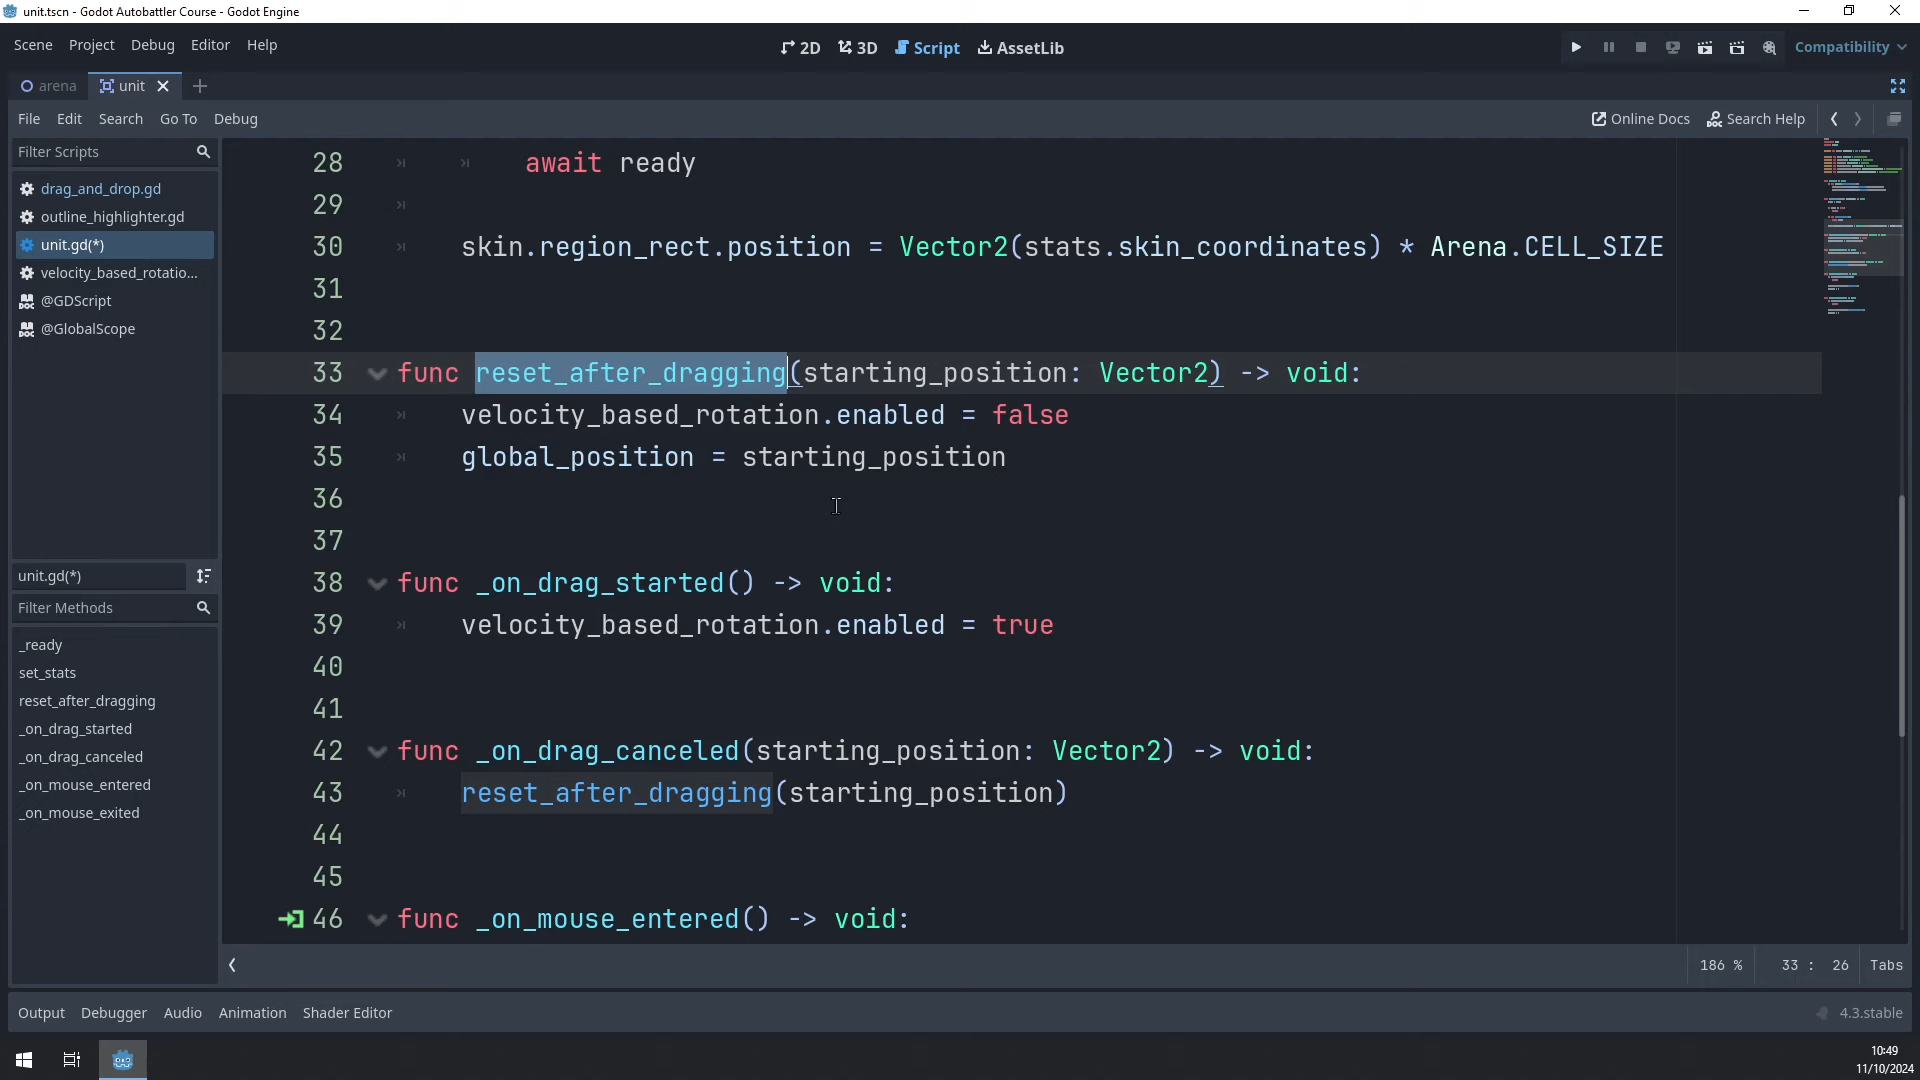 unit.tscn - Godot Autobattler Course - Godot Engine
Scene Project Debug Editor Help
2D 3D Script AssetLib
Compatibility
arena unit
File Edit Search Go To Debug
Online Docs Search Help
Filter Scripts
drag_and_drop.gd
outline_highlighter.gd
unit.gd(*)
velocity_based_rotatio...
@GDScript
@GlobalScope
unit.gd(*)
Filter Methods
_ready
set_stats
reset_after_dragging
_on_drag_started
_on_drag_canceled
_on_mouse_entered
_on_mouse_exited
28 await ready
29
30 skin.region_rect.position = Vector2(stats.skin_coordinates) * Arena.CELL_SIZE
31
32
33 func reset_after_dragging(starting_position: Vector2) -> void:
34 velocity_based_rotation.enabled = false
35 global_position = starting_position
36
37
38 func _on_drag_started() -> void:
39 velocity_based_rotation.enabled = true
40
41
42 func _on_drag_canceled(starting_position: Vector2) -> void:
43 reset_after_dragging(starting_position)
44
45
46 func _on_mouse_entered() -> void:
186 % 33 : 26 Tabs
Output Debugger Audio Animation Shader Editor
4.3.stable
10:49
11/10/2024